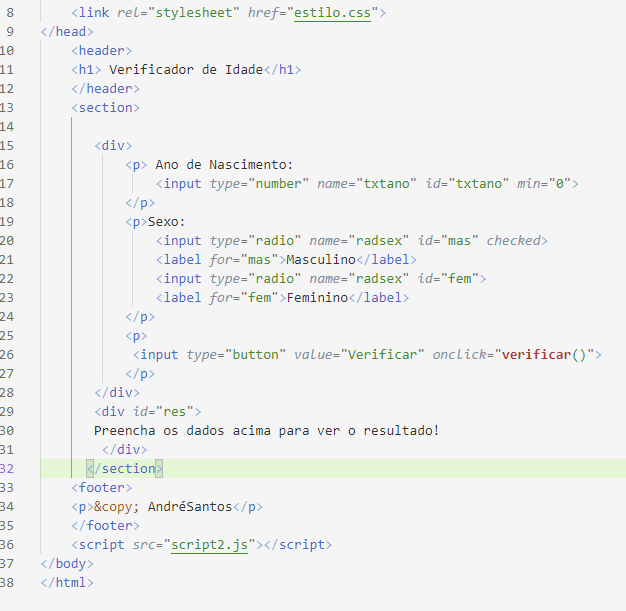 8 <link rel="stylesheet" href="estilo.css">
9 </head>
10 <header>
11 <h1> Verificador de Idade</h1>
12 </header>
13 <section>
14
15 <div>
16 <p> Ano de Nascimento:
17 <input type="number" name="txtano" id="txtano" min="0">
18 </p>
19 <p>Sexo:
20 <input type="radio" name="radsex" id="mas" checked>
21 <label for="mas">Masculino</label>
22 <input type="radio" name="radsex" id="fem">
23 <label for="fem">Feminino</label>
24 </p>
25 <p>
26 <input type="button" value="Verificar" onclick="verificar()">
27 </p>
28 </div>
29 <div id="res">
30 Preencha os dados acima para ver o resultado!
31 </div>
32 </section>
33 <footer>
34 <p>&copy; AndréSantos</p>
35 </footer>
36 <script src="script2.js"></script>
37 </body>
38 </html>